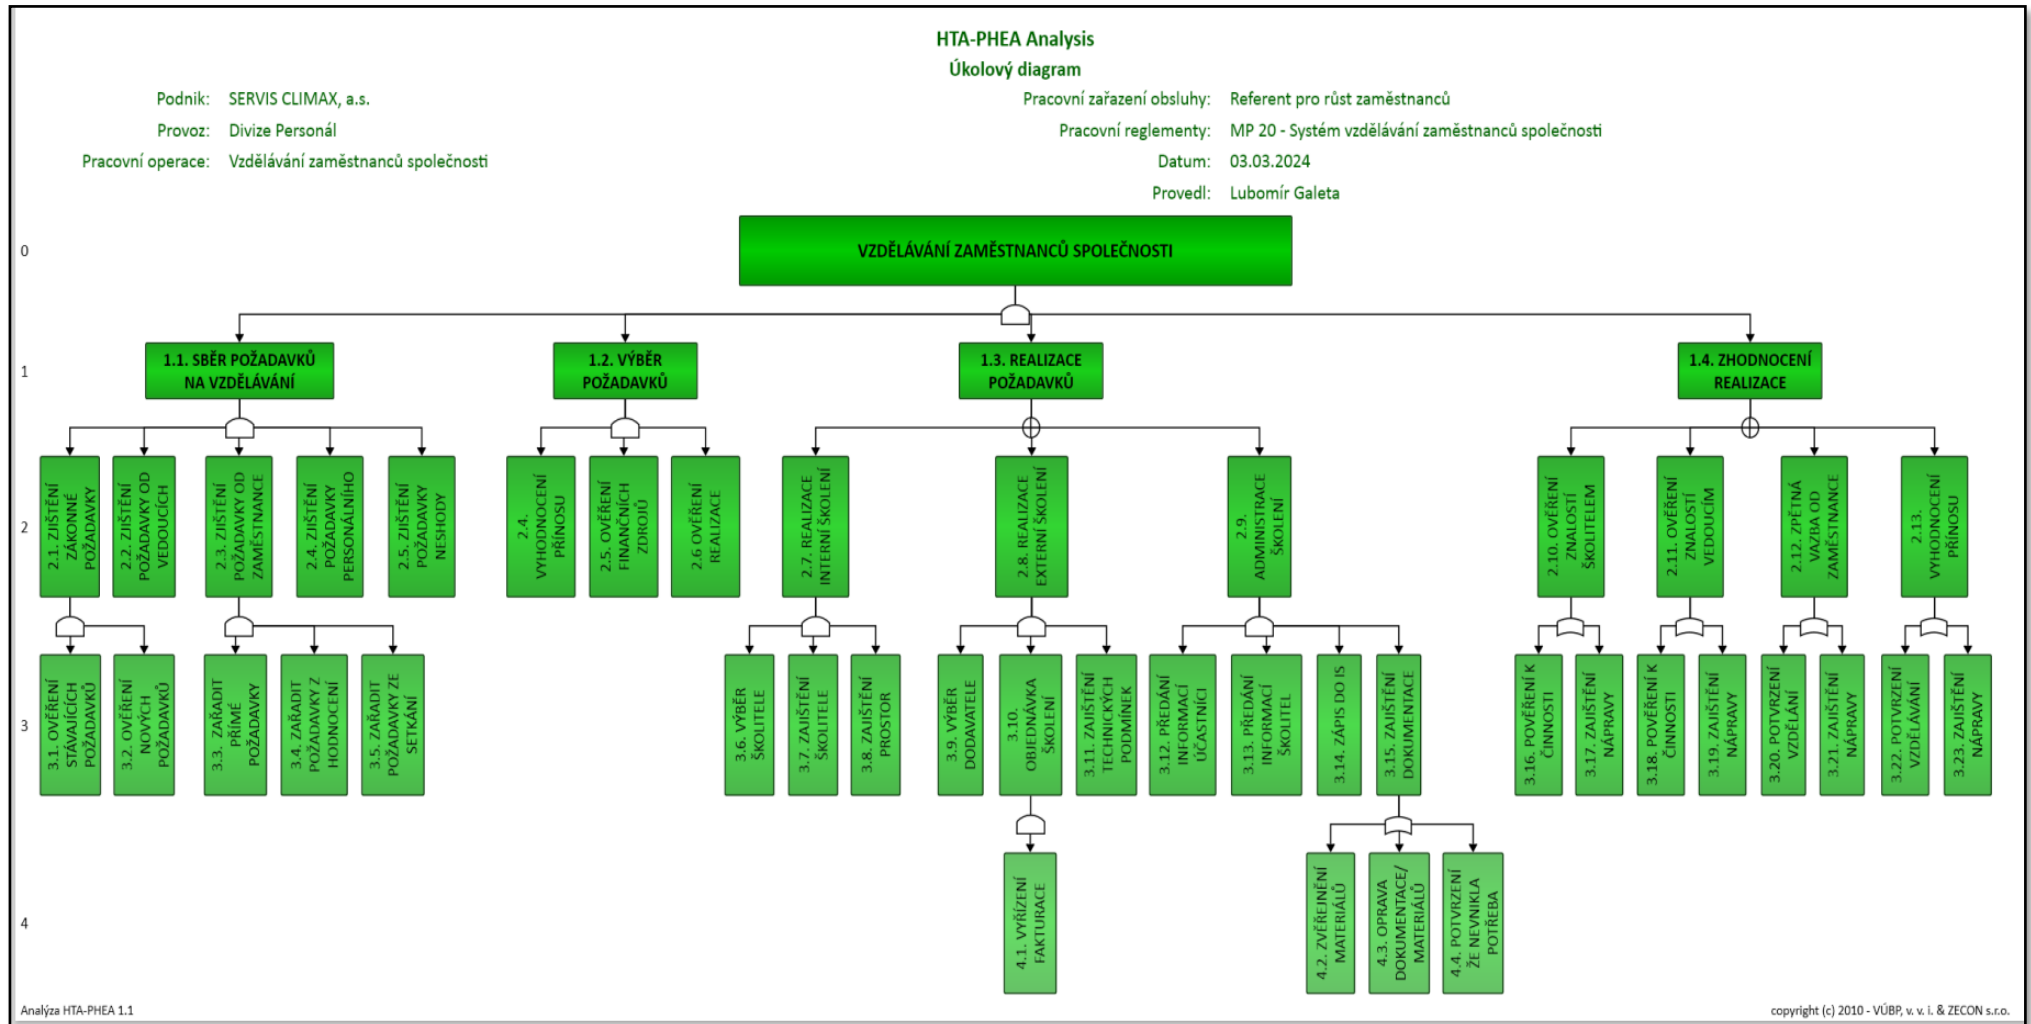 HTA-PHEA Analysis
Úkolový diagram
Podnik: SERVIS CLIMAX, a.s.
Pracovní zařazení obsluhy: Referent pro růst zaměstnanců
Provoz: Divize Personál
Pracovní reglementy: MP 20 - Systém vzdělávání zaměstnanců společnosti
Pracovní operace: Vzdělávání zaměstnanců společnosti
Datum: 03.03.2024
Provedl: Lubomír Galeta
0
VZDĚLÁVÁNÍ ZAMĚSTNANCŮ SPOLEČNOSTI
1
1.1. SBĚR POŽADAVKŮ
NA VZDĚLÁVÁNÍ
1.2. VÝBĚR
POŽADAVKŮ
1.3. REALIZACE
POŽADAVKŮ
1.4. ZHODNOCENÍ
REALIZACE
2
2.1. ZJIŠTĚNÍ
ZÁKONNÉ
POŽADAVKY
2.2. ZJIŠTĚNÍ
POŽADAVKY OD
VEDOUCÍCH
2.3. ZJIŠTĚNÍ
POŽADAVKY OD
ZAMĚSTNANCE
2.4. ZJIŠTĚNÍ
POŽADAVKY
PERSONÁLNÍHO
2.5. ZJIŠTĚNÍ
POŽADAVKY
NESHODY
2.4.
VYHODNOCENÍ
PŘÍNOSU
2.5. OVĚŘENÍ
FINANČNÍCH
ZDROJŮ
2.6 OVĚŘENÍ
REALIZACE
2.7. REALIZACE
INTERNÍ ŠKOLENÍ
2.8. REALIZACE
EXTERNÍ ŠKOLENÍ
2.9.
ADMINISTRACE
ŠKOLENÍ
2.10. OVĚŘENÍ
ZNALOSTÍ
ŠKOLITELEM
2.11. OVĚŘENÍ
ZNALOSTÍ
VEDOUCÍM
2.12. ZPĚTNÁ
VAZBA OD
ZAMĚSTNANCE
2.13.
VYHODNOCENÍ
PŘÍNOSU
3
3.1. OVĚŘENÍ
STÁVAJÍCÍCH
POŽADAVKŮ
3.2. OVĚŘENÍ
NOVÝCH
POŽADAVKŮ
3.3. ZAŘADIT
PŘÍMÉ
POŽADAVKY
3.4. ZAŘADIT
POŽADAVKY Z
HODNOCENÍ
3.5. ZAŘADIT
POŽADAVKY ZE
SETKÁNÍ
3.6. VÝBĚR
ŠKOLITELE
3.7. ZAJIŠTĚNÍ
ŠKOLITELE
3.8. ZAJIŠTĚNÍ
PROSTOR
3.9. VÝBĚR
DODAVATELE
3.10.
OBJEDNÁVKA
ŠKOLENÍ
3.11. ZAJIŠTĚNÍ
TECHNICKÝCH
PODMÍNEK
3.12. PŘEDÁNÍ
INFORMACÍ
ÚČASTNÍCI
3.13. PŘEDÁNÍ
INFORMACÍ
ŠKOLITEL
3.14. ZÁPIS DO IS
3.15. ZAJIŠTĚNÍ
DOKUMENTACE
3.16. POVĚŘENÍ K
ČINNOSTI
3.17. ZAJIŠTĚNÍ
NÁPRAVY
3.18. POVĚŘENÍ K
ČINNOSTI
3.19. ZAJIŠTĚNÍ
NÁPRAVY
3.20. POTVRZENÍ
VZDĚLÁNÍ
3.21. ZAJIŠTĚNÍ
NÁPRAVY
3.22. POTVRZENÍ
VZDĚLÁVÁNÍ
3.23. ZAJIŠTĚNÍ
NÁPRAVY
4
4.1. VYŘÍZENÍ
FAKTURACE
4.2. ZVĚŘEJNĚNÍ
MATERIÁLŮ
4.3. OPRAVA
DOKUMENTACE/
MATERIÁLŮ
4.4. POTVRZENÍ
ŽE NEVNIKLA
POTŘEBA
Analýza HTA-PHEA 1.1
copyright (c) 2010 - VÚBP, v. v. i. & ZECON s.r.o.